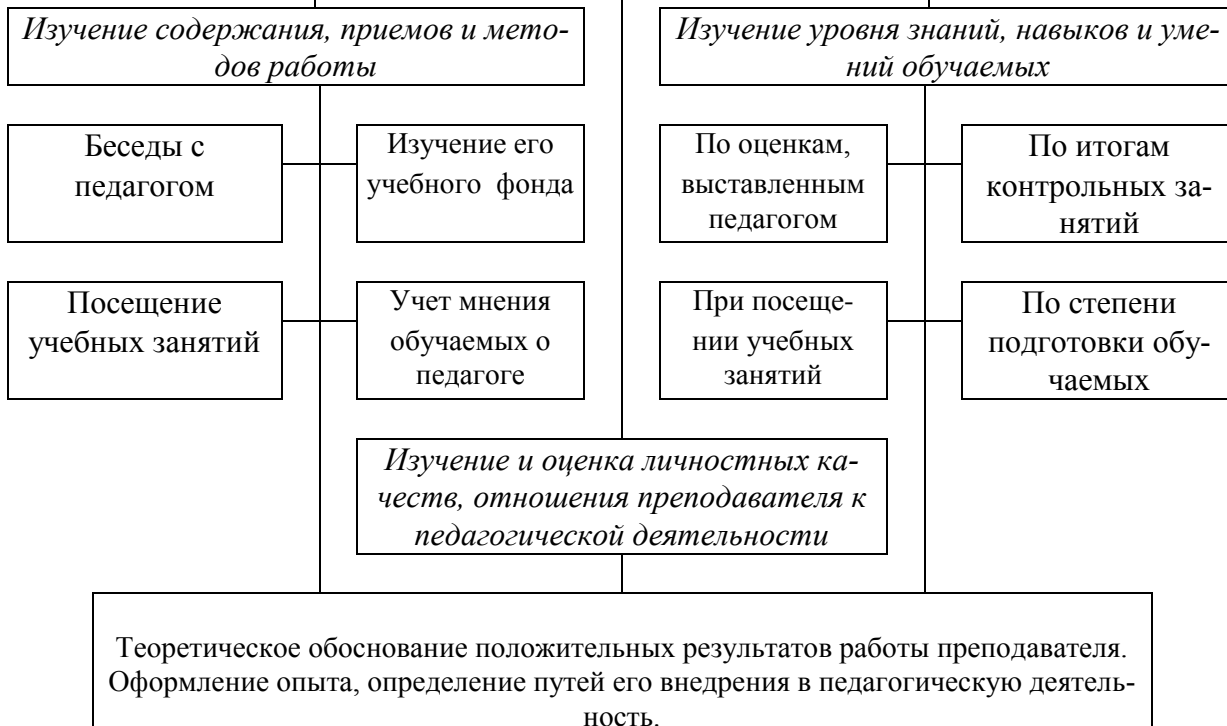 Изучение содержания, приемов и мето-
дов работы
Изучение уровня знаний, навыков и уме-
ний обучаемых
Беседы с
педагогом
Изучение его
учебного фонда
По оценкам,
выставленным
педагогом
По итогам
контрольных за-
нятий
Посещение
учебных занятий
Учет мнения
обучаемых о
педагоге
При посеще-
нии учебных
занятий
По степени
подготовки обу-
чаемых
Изучение и оценка личностных ка-
честв, отношения преподавателя к
педагогической деятельности
Теоретическое обоснование положительных результатов работы преподавателя.
Оформление опыта, определение путей его внедрения в педагогическую деятель-
ность.